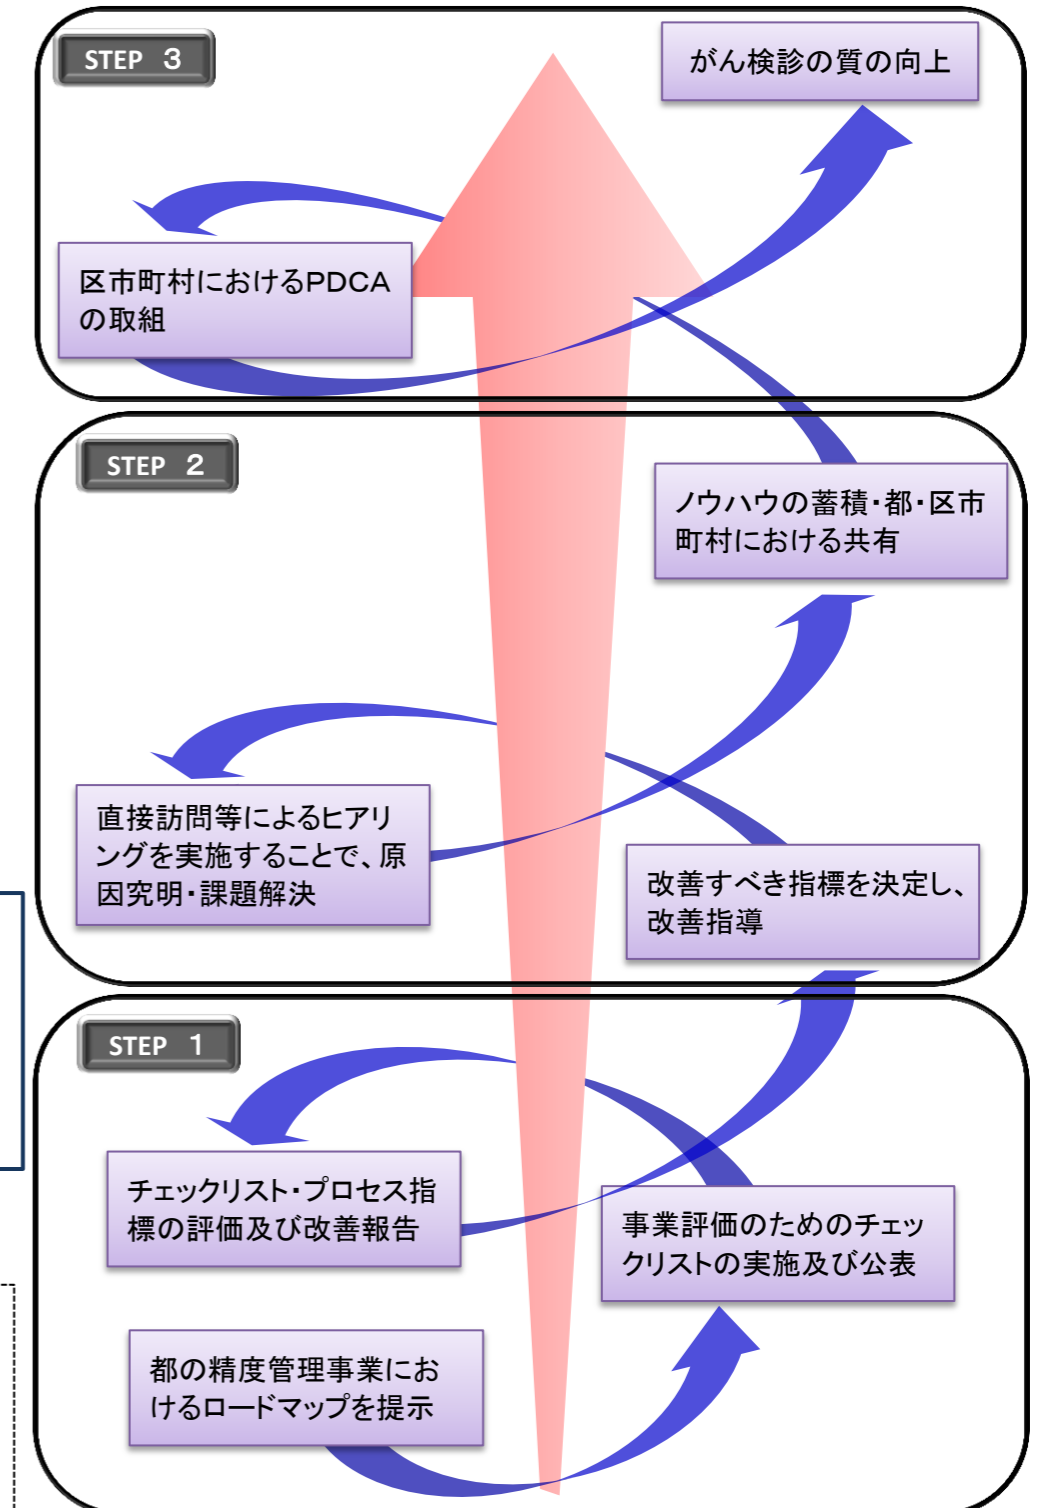 STEP 3
がん検診の質の向上
区市町村におけるPDCA
の取組
STEP 2
ノウハウの蓄積・都・区市
町村における共有
直接訪問等によるヒアリ
ングを実施することで、原
因究明・課題解決
改善すべき指標を決定し、
改善指導
STEP 1
チェックリスト・プロセス指
標の評価及び改善報告
事業評価のためのチェッ
クリストの実施及び公表
都の精度管理事業にお
けるロードマップを提示